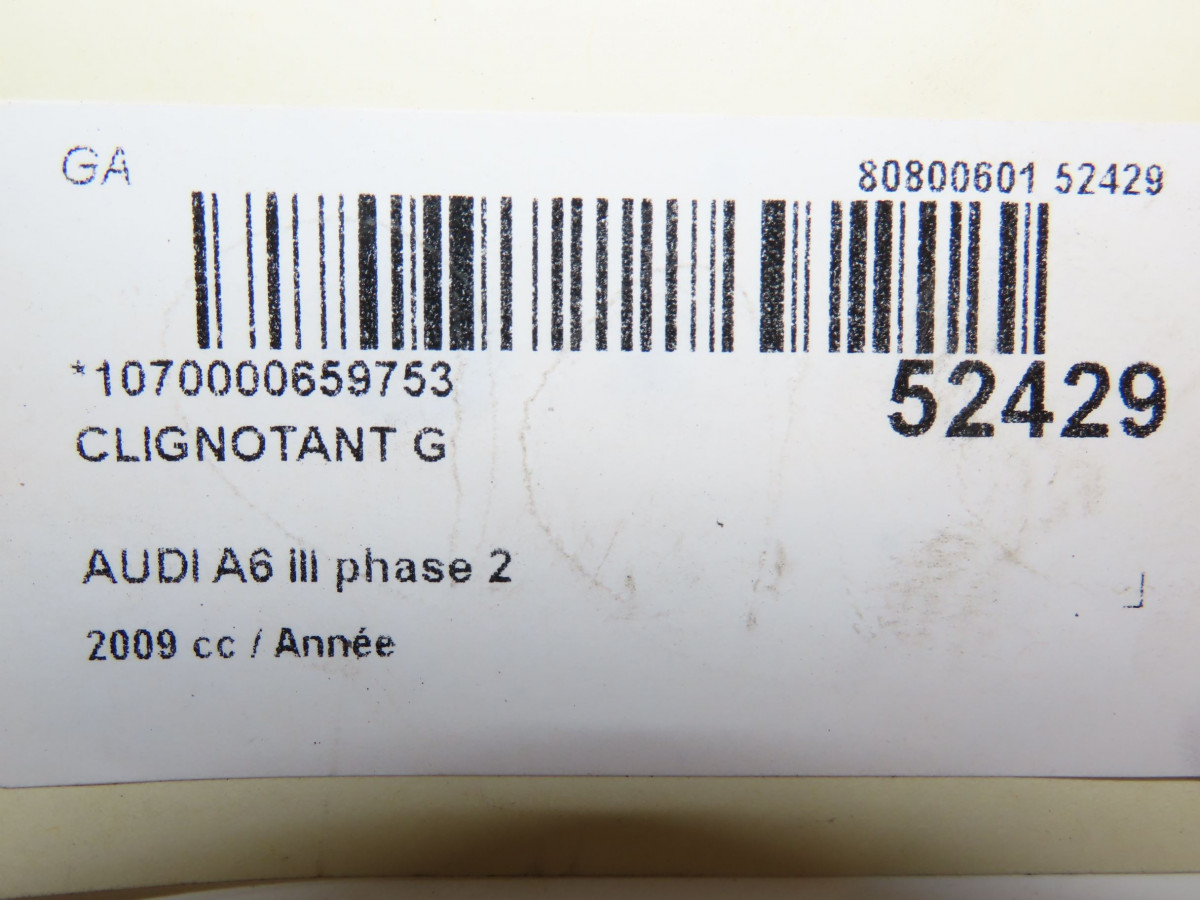 GA
80800601 52429
*1070000659753
52429
CLIGNOTANT G
AUDI A6 III phase 2
2009 cc / Année